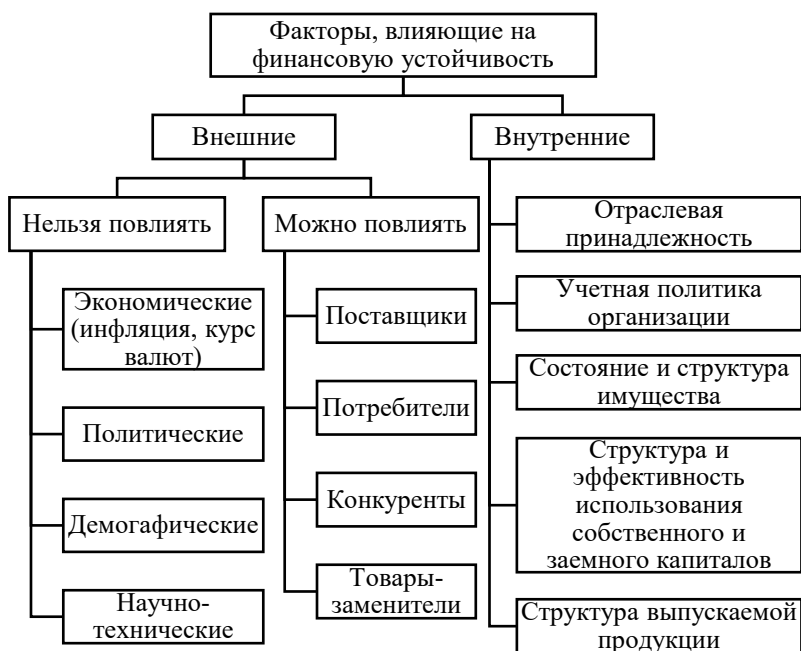 Факторы, влияющие на
финансовую устойчивость
Внешние
Внутренние
Нельзя повлиять
Можно повлиять
Экономические
(инфляция, курс
валют)
Политические
Демогафические
Научно-
технические
Поставщики
Потребители
Конкуренты
Товары-
заменители
Отраслевая
принадлежность
Учетная политика
организации
Состояние и структура
имущества
Структура и
эффективность
использования
собственного и
заемного капиталов
Структура выпускаемой
продукции